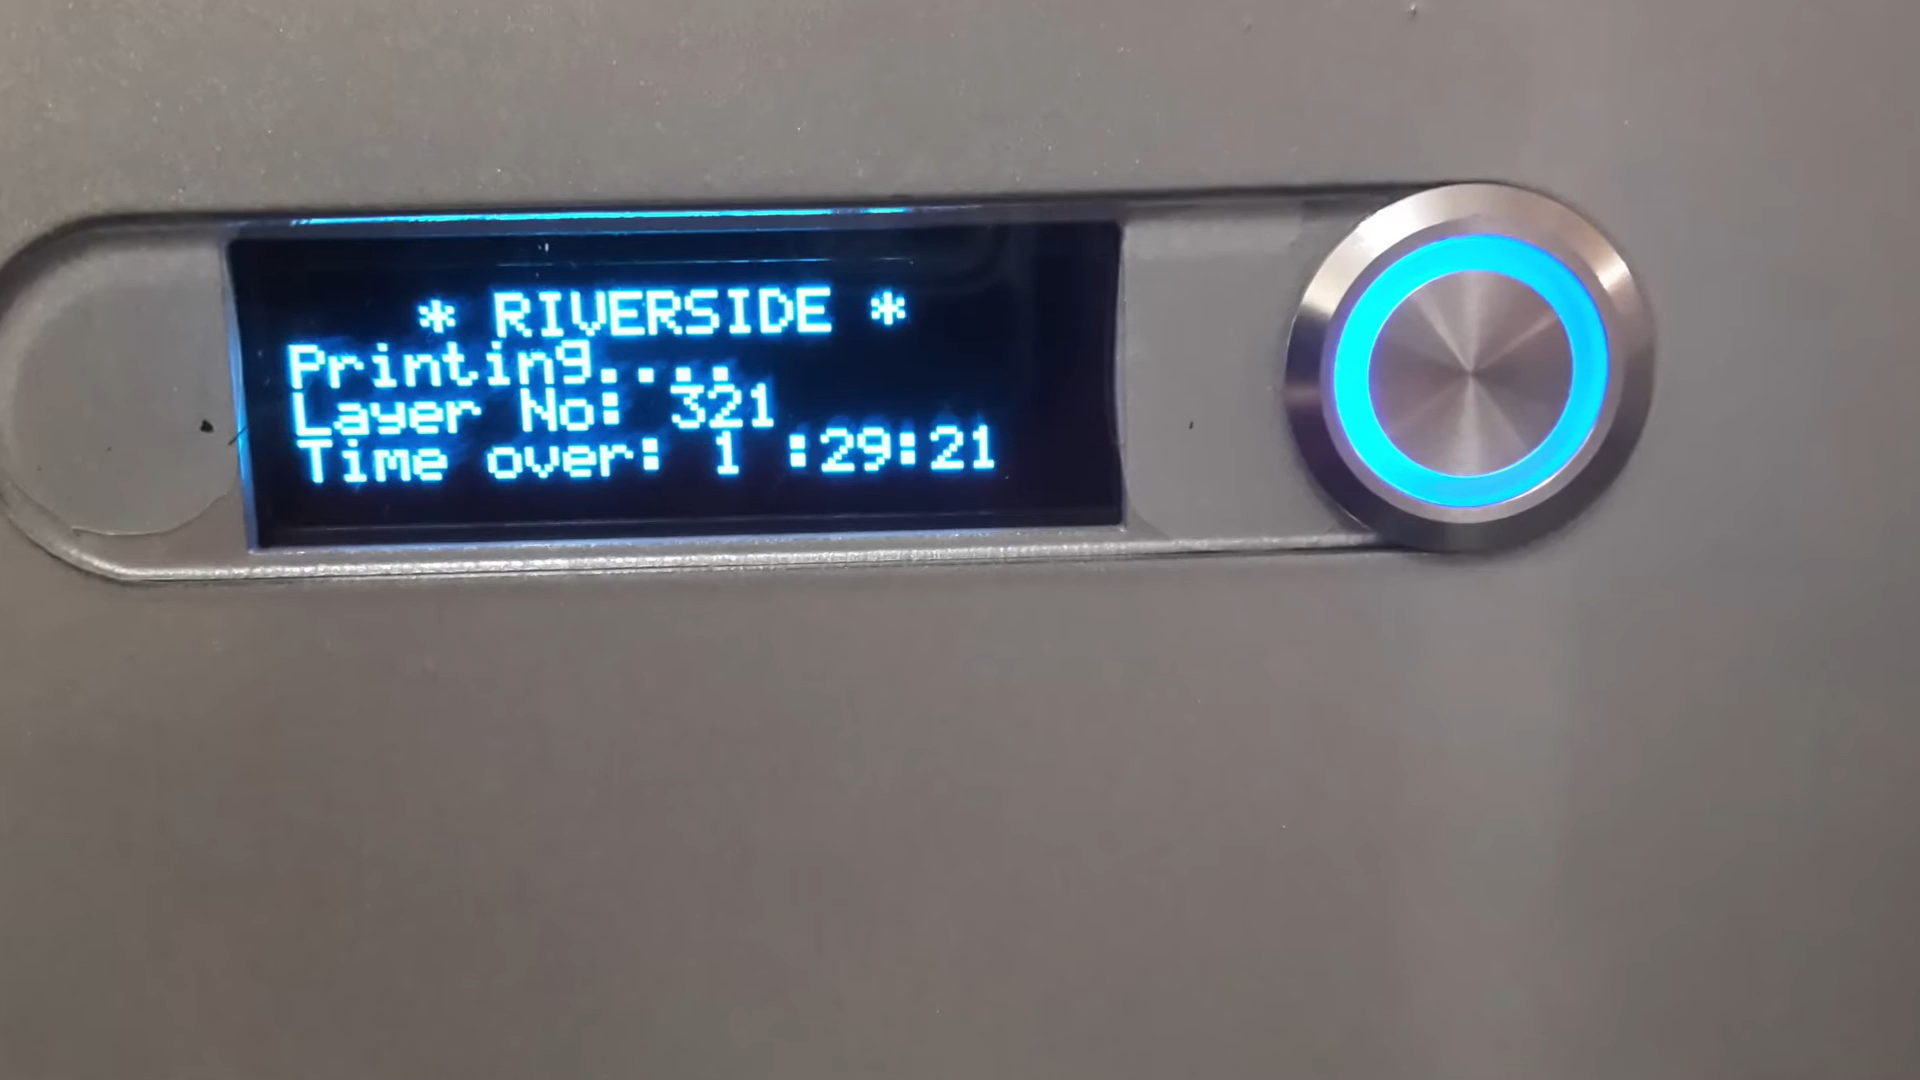 * RIVERSIDE *
Printing....
Layer No: 321
Time over: 1 :29:21